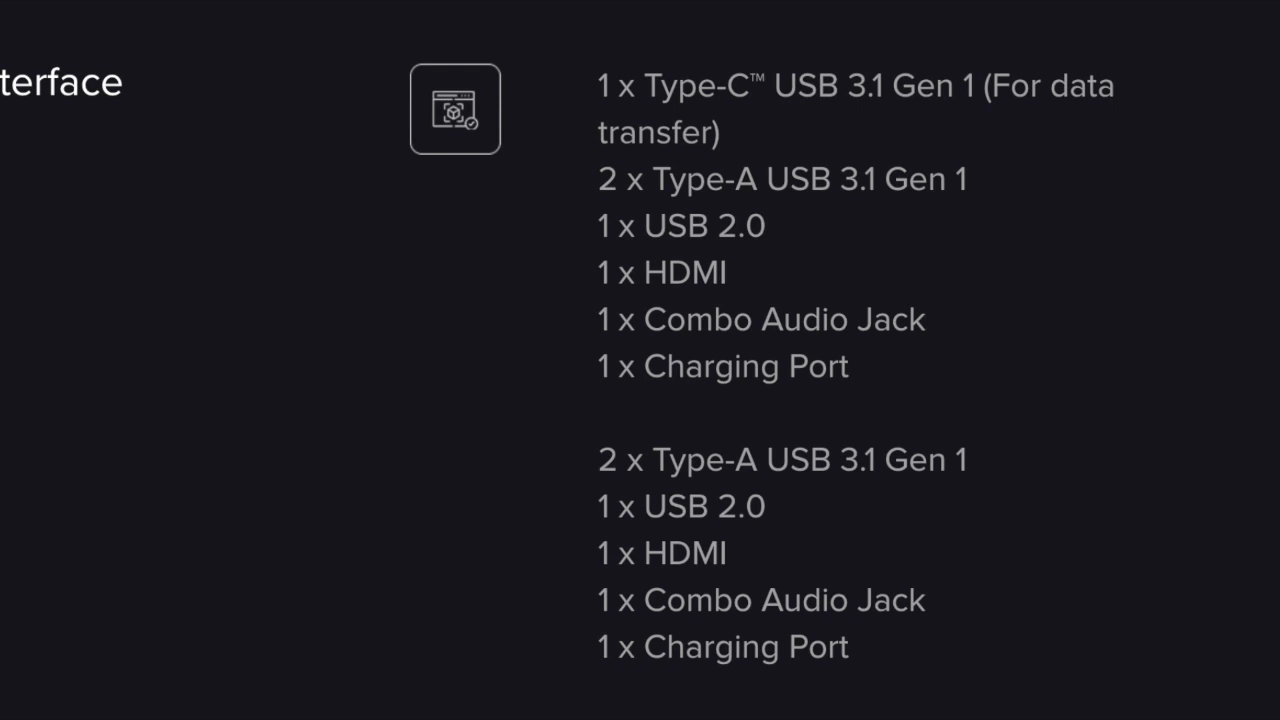 terface
1 x Type-C™ USB 3.1 Gen 1 (For data
transfer)
2 x Type-A USB 3.1 Gen 1
1 x USB 2.0
1 x HDMI
1 x Combo Audio Jack
1 x Charging Port
2 x Type-A USB 3.1 Gen 1
1 x USB 2.0
1 x HDMI
1 x Combo Audio Jack
1 x Charging Port